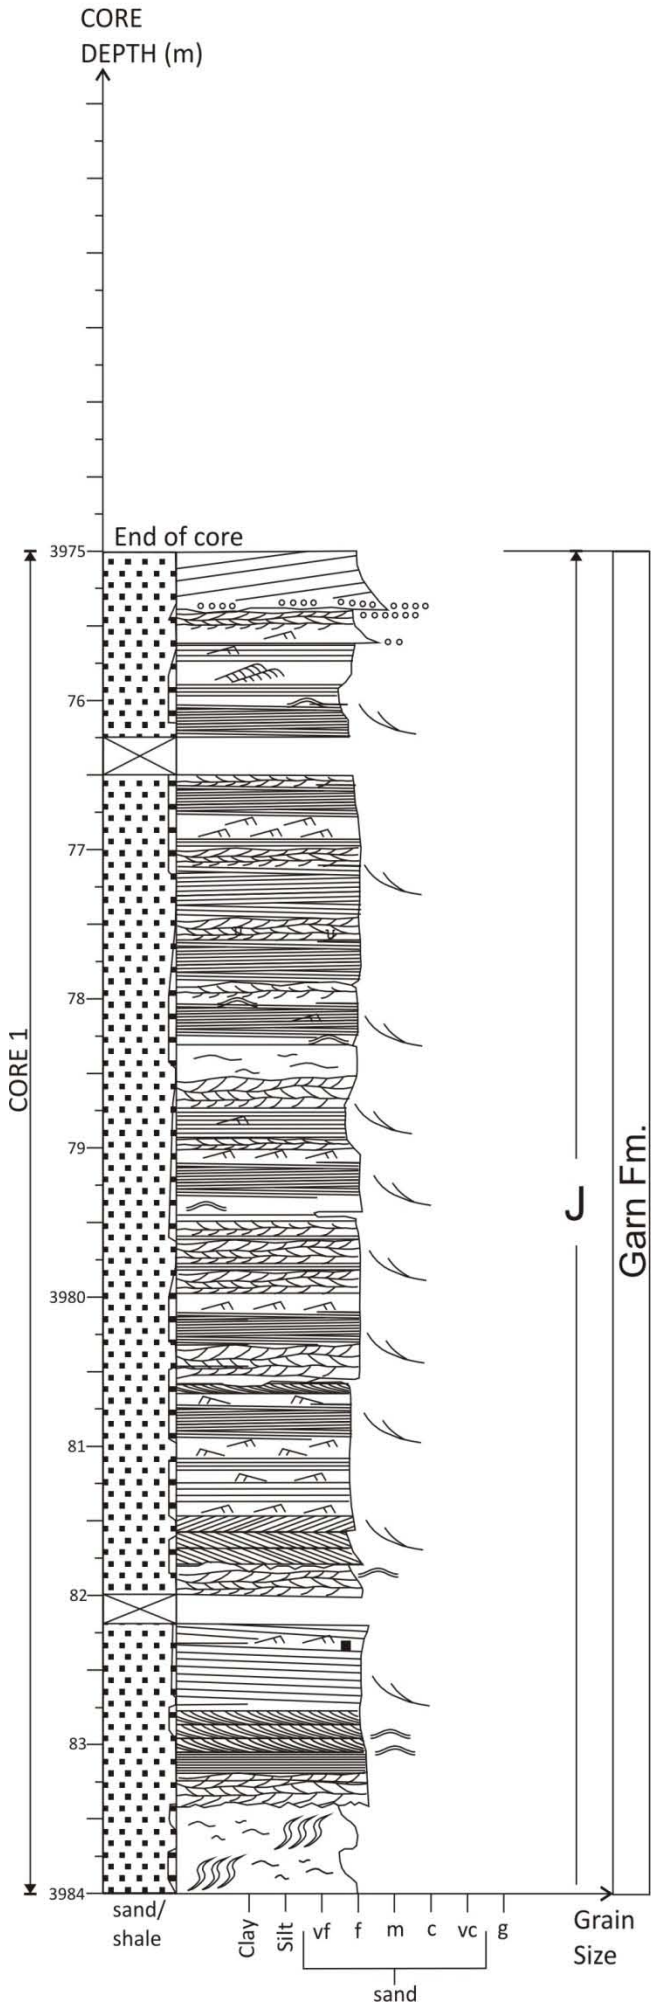 CORE
DEPTH (m)
End of core
3975
76
77
78
CORE 1
79
J
Garn Fm.
3980
81
82
83
3984
sand/
shale
Clay
Silt
vf
f
m
c
vc
g
Grain
Size
sand